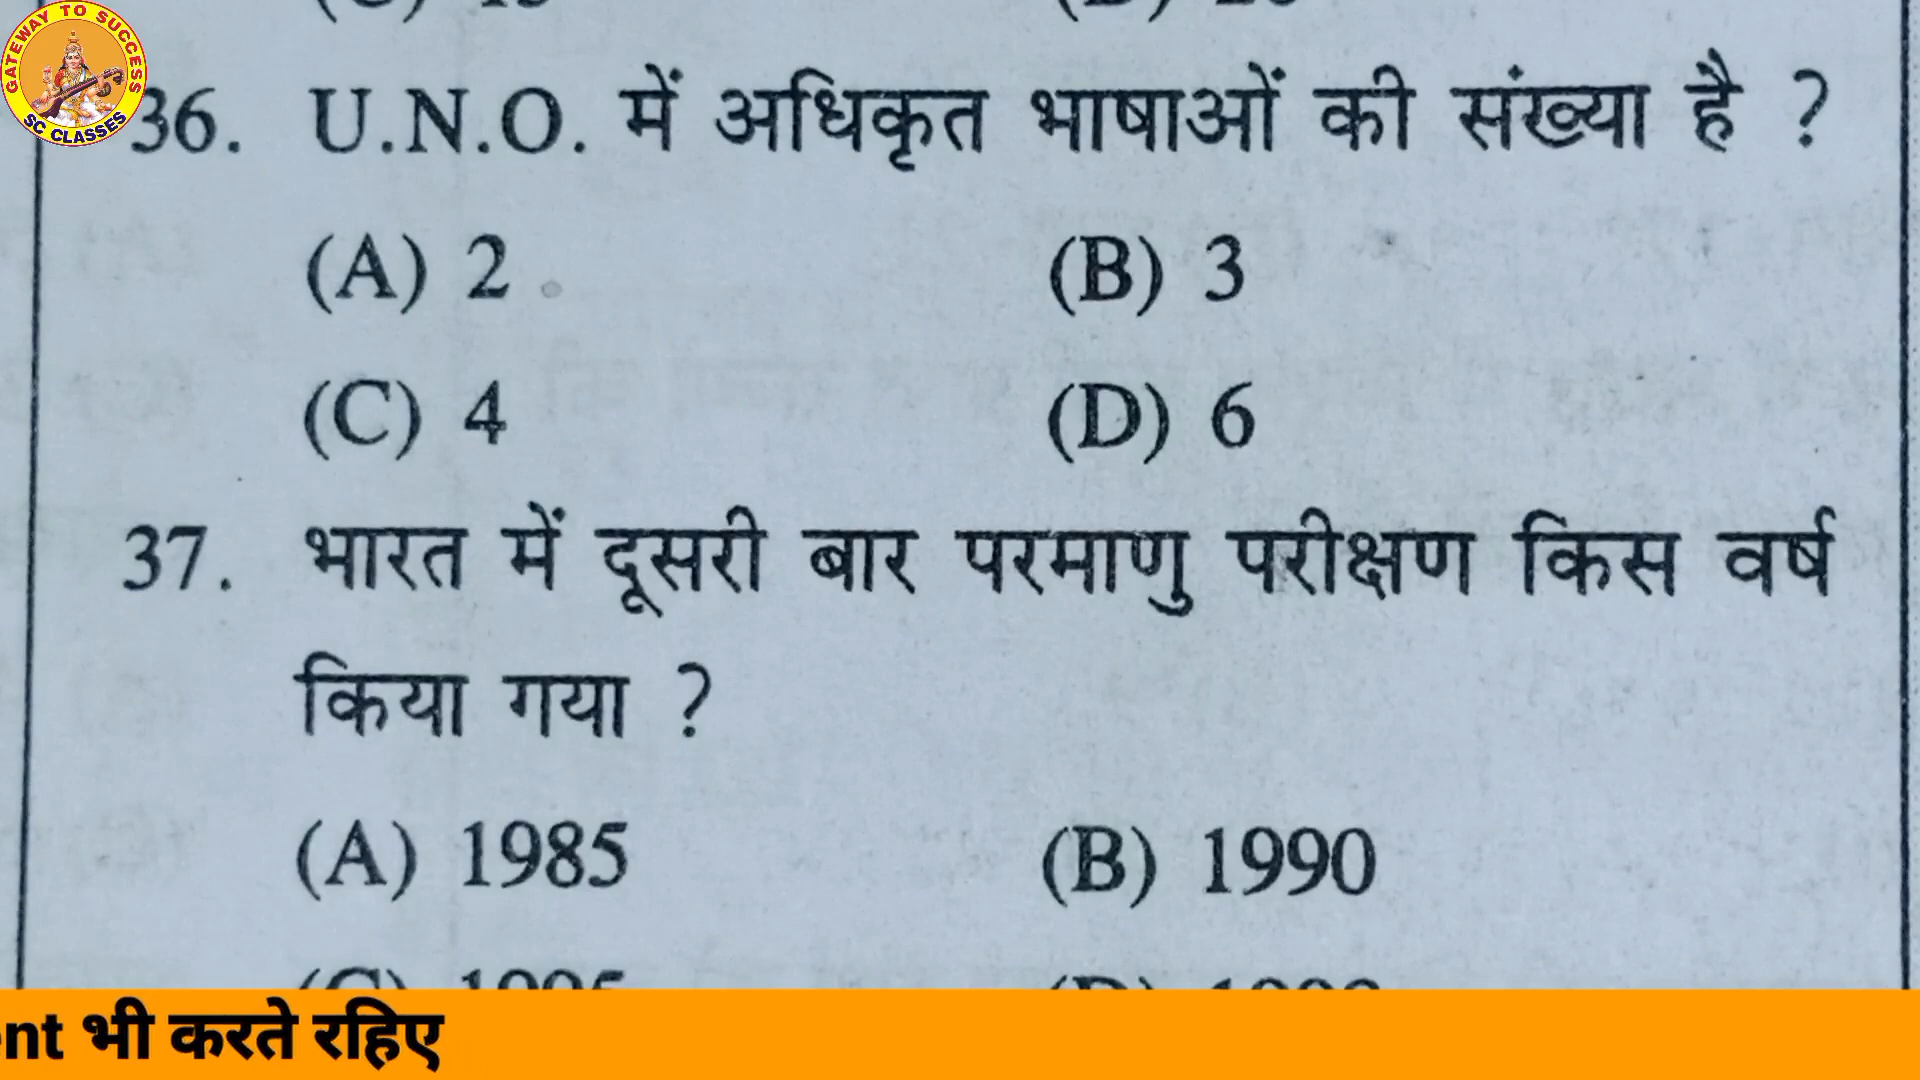 GATEWAY TO SUCCESS
SC CLASSES
36. U.N.O. में अधिकृत भाषाओं की संख्या है ?
(A) 2 (B) 3
(C) 4 (D) 6
37. भारत में दूसरी बार परमाणु परीक्षण किस वर्ष
किया गया ?
(A) 1985 (B) 1990
nt भी करते रहिए